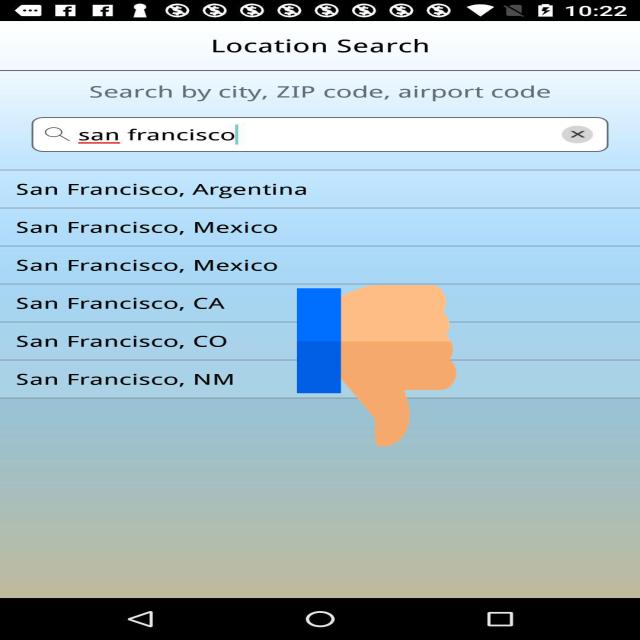 10:22
Location Search
Search by city, ZIP code, airport code
san francisco
San Francisco, Argentina
San Francisco, Mexico
San Francisco, Mexico
San Francisco, CA
San Francisco, CO
San Francisco, NM